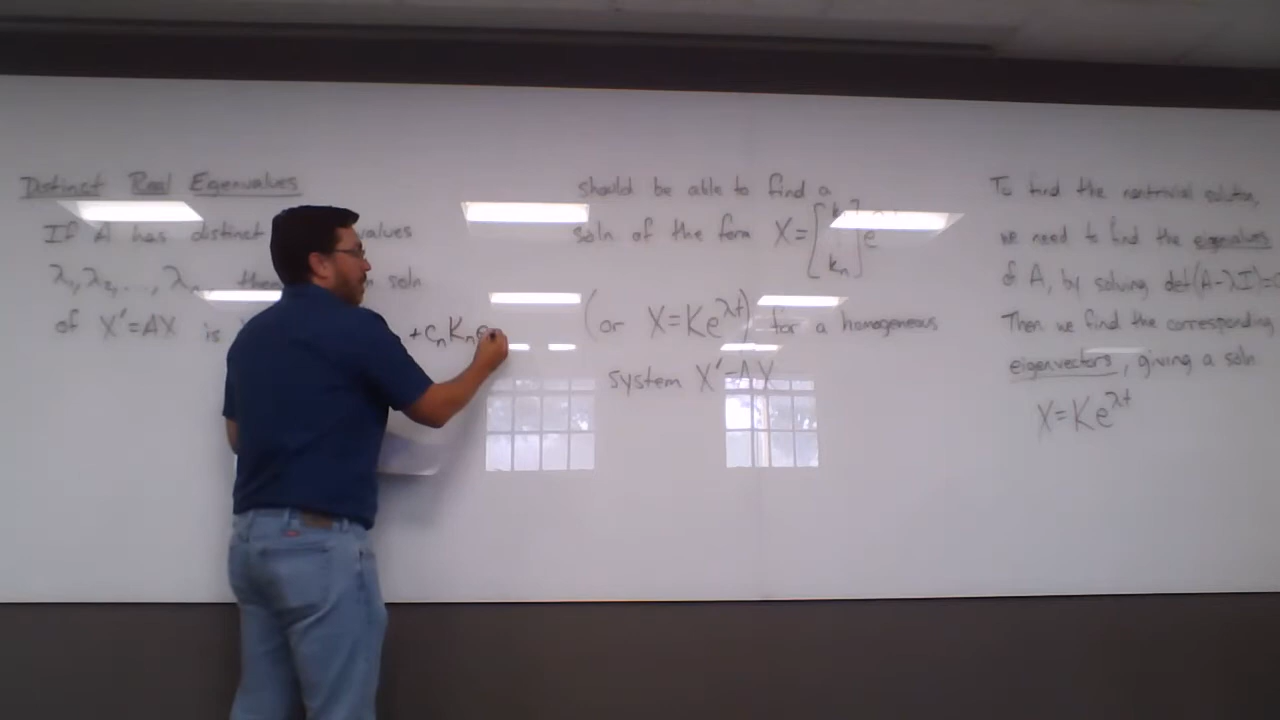 Distinct Real Eigenvalues
If A has distinct values
λ₁, λ₂, ..., λₙ, soln
of X' = AX is + cₙKₙe
should be able to find a
soln of the form X = [k kₙ] e
(or X = Ke^λt) for a homogeneous
system X' = AX
To find the nontrivial solution,
we need to find the eigenvalues
of A, by solving det(A-λI)=
Then we find the corresponding
eigenvectors, giving a soln
X = Ke^λt